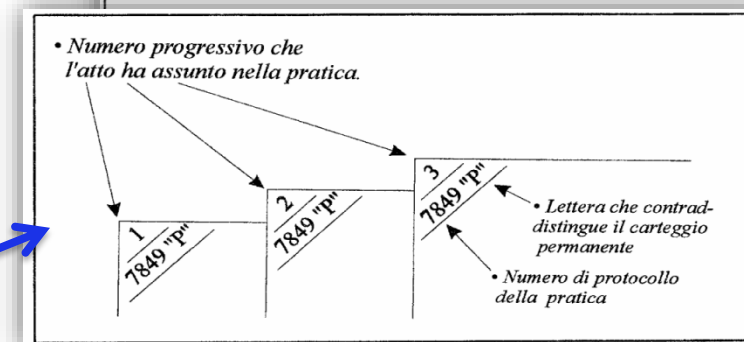 • Numero progressivo che
l'atto ha assunto nella pratica.
3
7849 "P"
2
7849 "P"
1
7849 "P"
• Lettera che contrad-
distingue il carteggio
permanente
• Numero di protocollo
della pratica